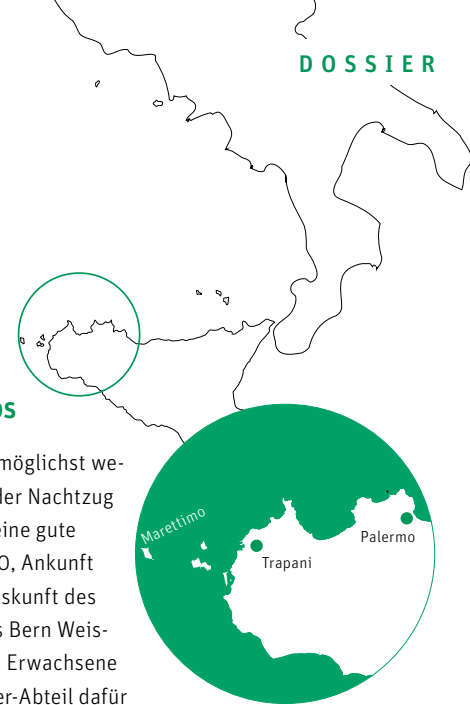 DOSSIER
OS
möglichst we-
der Nachtzug
eine gute
O, Ankunft
skunft des
s Bern Weis-
Erwachsene
er-Abteil dafür
Marettimo
Trapani
Palermo